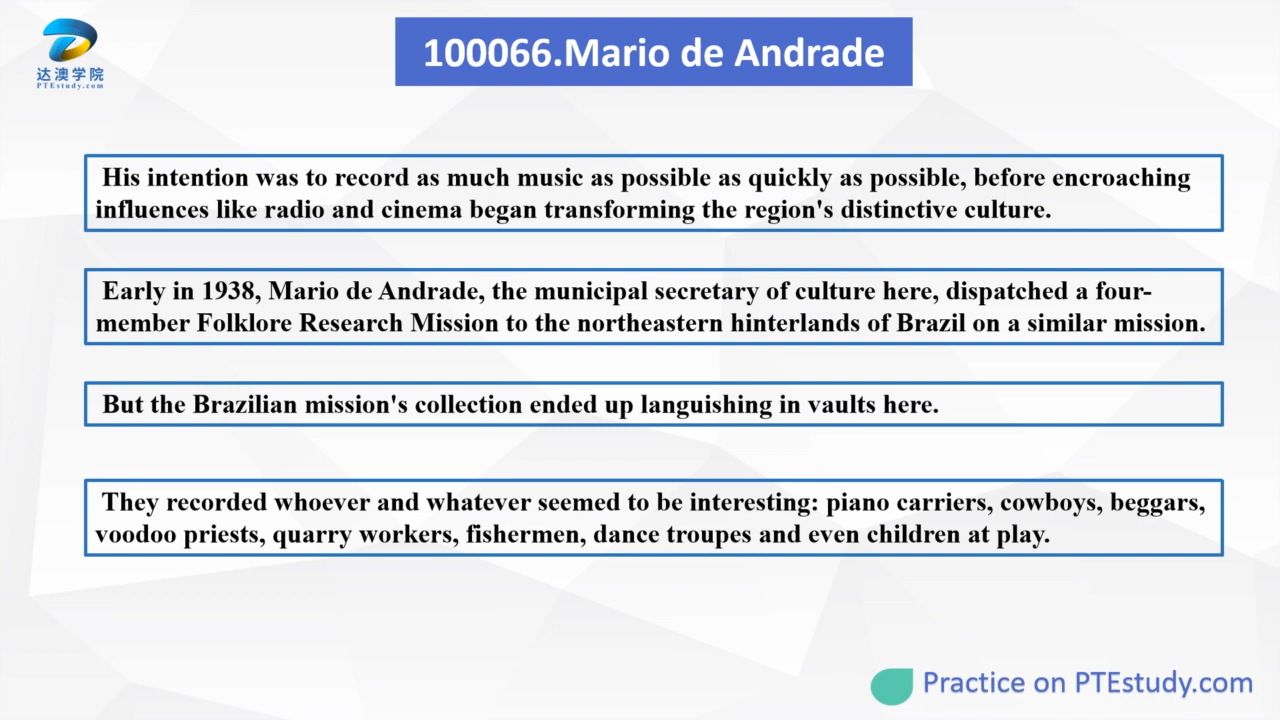 达澳学院
PTEstudy.com
100066.Mario de Andrade
His intention was to record as much music as possible as quickly as possible, before encroaching
influences like radio and cinema began transforming the region's distinctive culture.
Early in 1938, Mario de Andrade, the municipal secretary of culture here, dispatched a four-
member Folklore Research Mission to the northeastern hinterlands of Brazil on a similar mission.
But the Brazilian mission's collection ended up languishing in vaults here.
They recorded whoever and whatever seemed to be interesting: piano carriers, cowboys, beggars,
voodoo priests, quarry workers, fishermen, dance troupes and even children at play.
Practice on PTEstudy.com